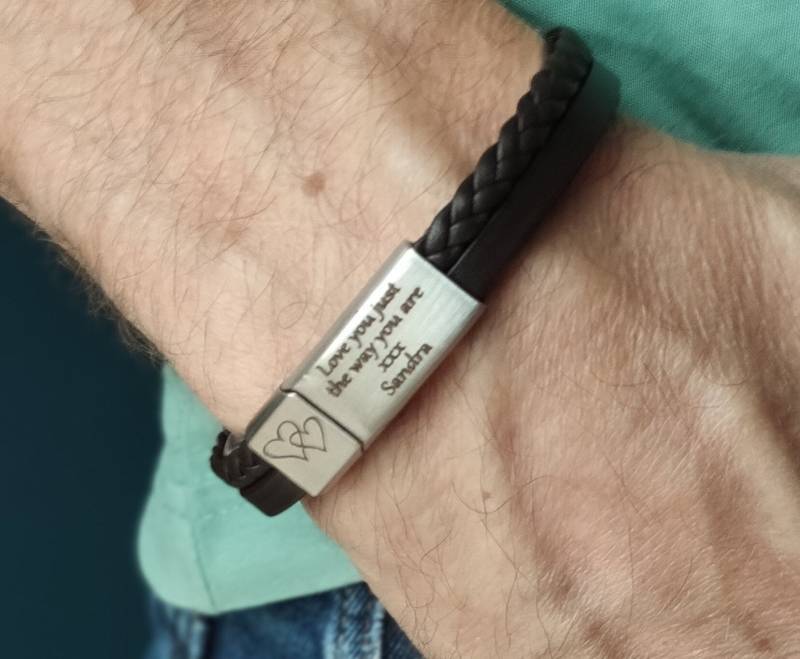 Love you just
the way you are
xxx
Sandra